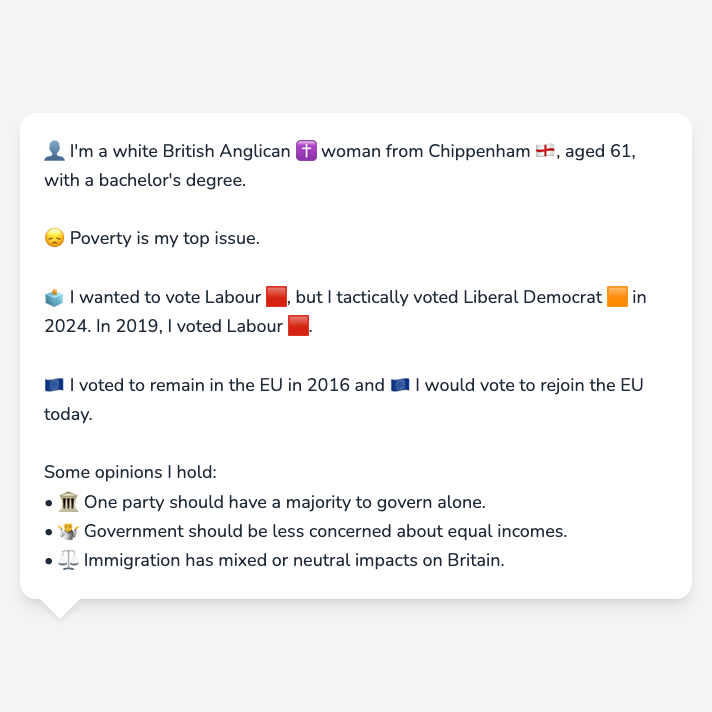 👤 I'm a white British Anglican ✝️ woman from Chippenham 🏴󠁧󠁢󠁥󠁮󠁧󠁿, aged 61,
with a bachelor's degree.
😞 Poverty is my top issue.
🗳️ I wanted to vote Labour 🟥, but I tactically voted Liberal Democrat 🟧 in
2024. In 2019, I voted Labour 🟥.
🇪🇺 I voted to remain in the EU in 2016 and 🇪🇺 I would vote to rejoin the EU
today.
Some opinions I hold:
• 🏛️ One party should have a majority to govern alone.
• 🤷 Government should be less concerned about equal incomes.
• ⚖️ Immigration has mixed or neutral impacts on Britain.